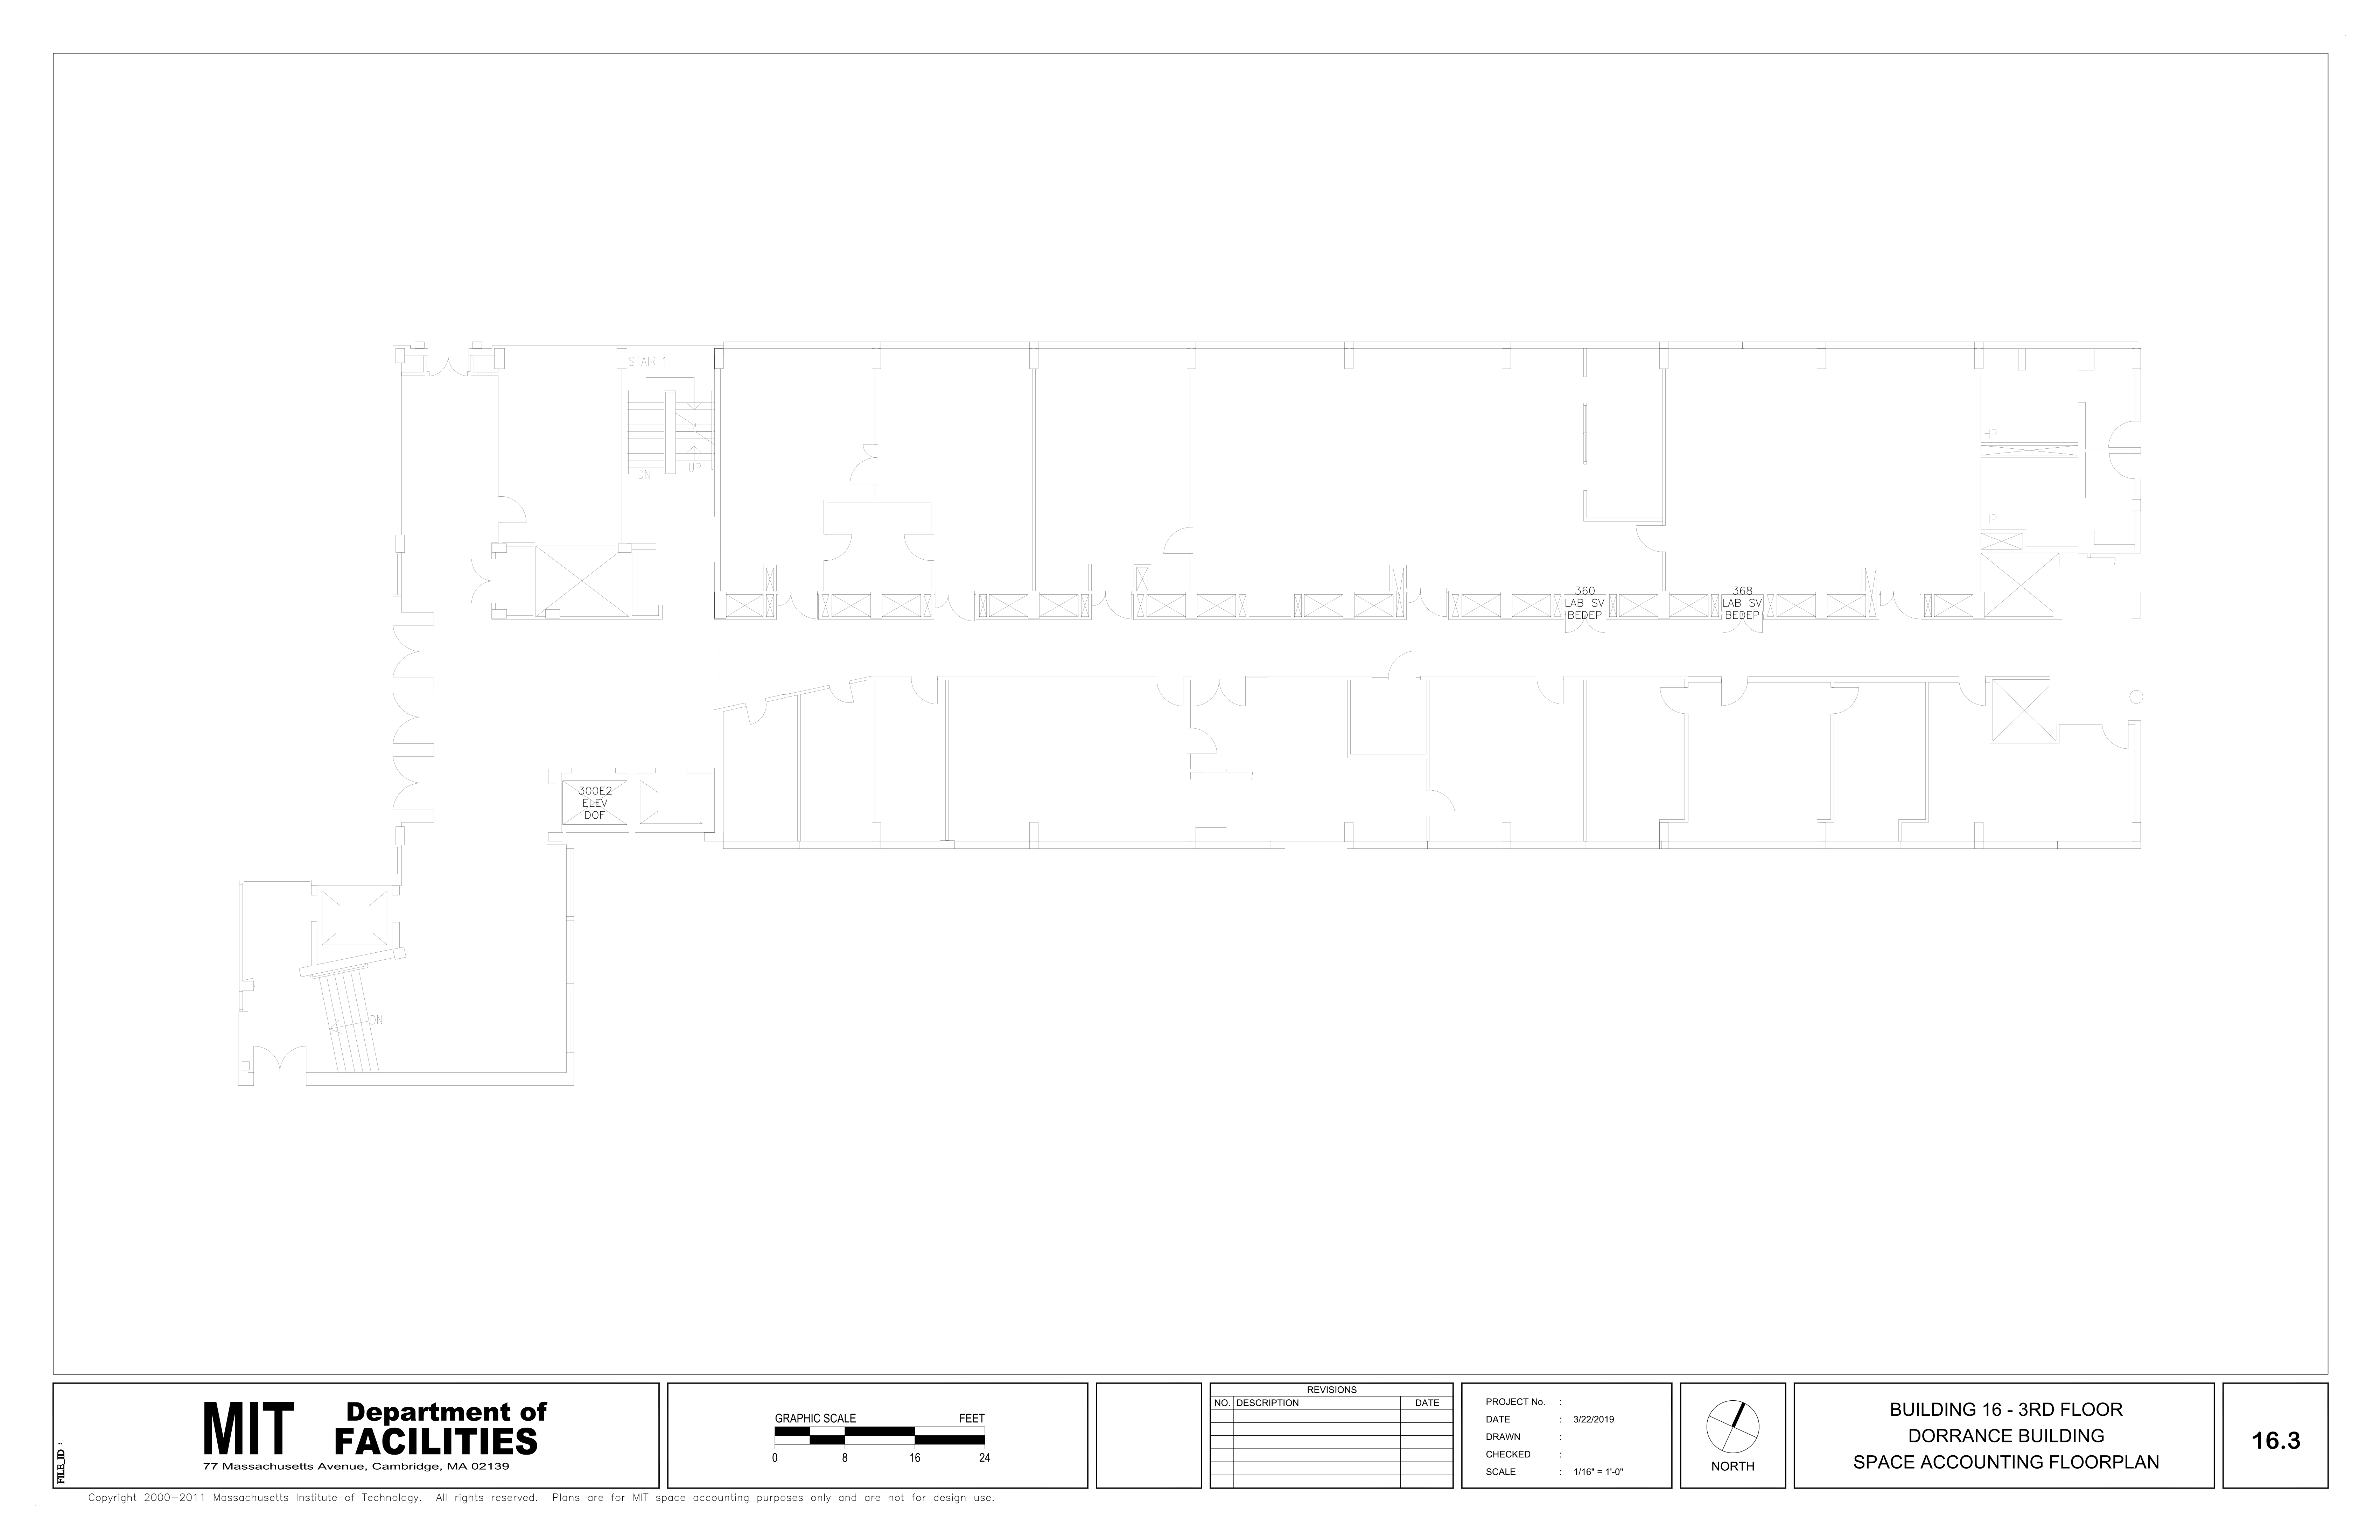 STAIR 1
DN
UP
HP
HP
360
LAB SV
BEDEP
368
LAB SV
BEDEP
300E2
ELEV
DOF
DN
FILE_ID :
MIT
Department of
FACILITIES
77 Massachusetts Avenue, Cambridge, MA 02139
GRAPHIC SCALE FEET
0 8 16 24
REVISIONS
NO. DESCRIPTION DATE
PROJECT No. :
DATE : 3/22/2019
DRAWN :
CHECKED :
SCALE : 1/16" = 1'-0"
NORTH
BUILDING 16 - 3RD FLOOR
DORRANCE BUILDING
SPACE ACCOUNTING FLOORPLAN
16.3
Copyright 2000-2011 Massachusetts Institute of Technology. All rights reserved. Plans are for MIT space accounting purposes only and are not for design use.